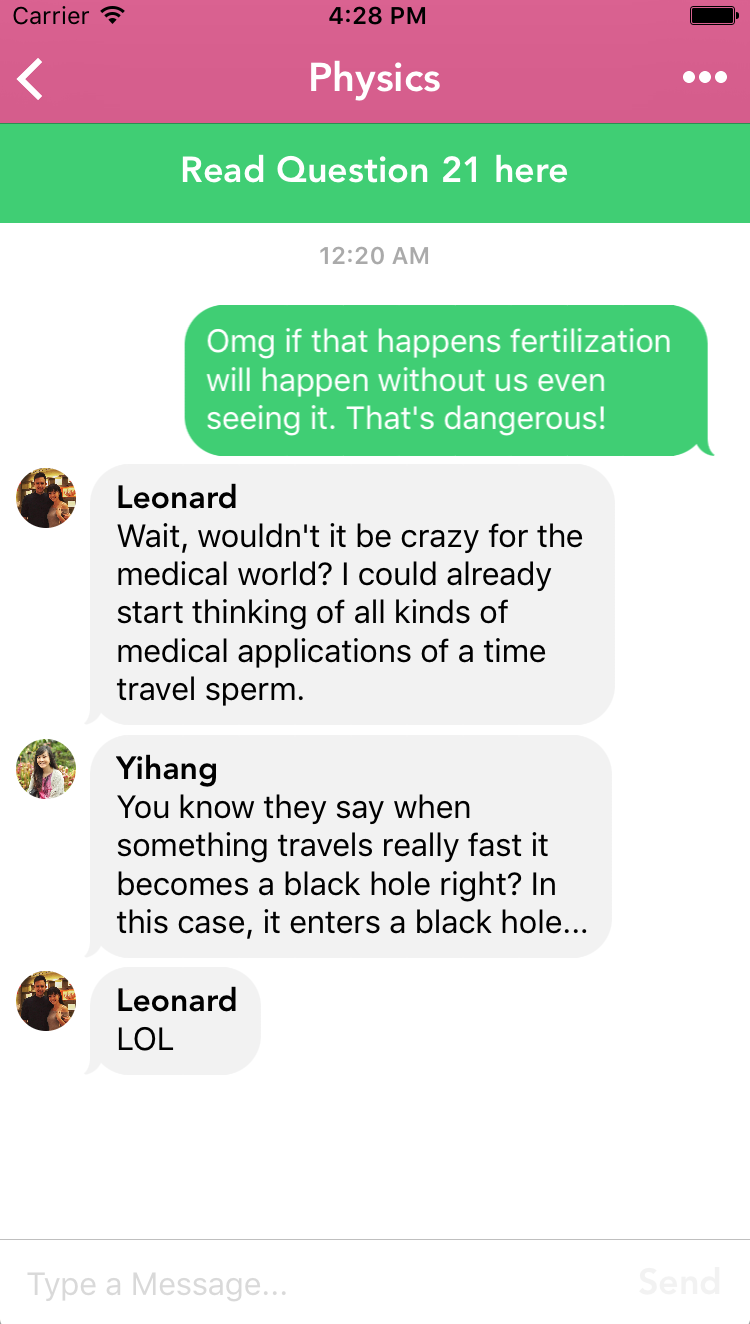 Carrier
4:28 PM
Physics
Read Question 21 here
12:20 AM
Omg if that happens fertilization
will happen without us even
seeing it. That's dangerous!
Leonard
Wait, wouldn't it be crazy for the
medical world? I could already
start thinking of all kinds of
medical applications of a time
travel sperm.
Yihang
You know they say when
something travels really fast it
becomes a black hole right? In
this case, it enters a black hole...
Leonard
LOL
Type a Message...
Send